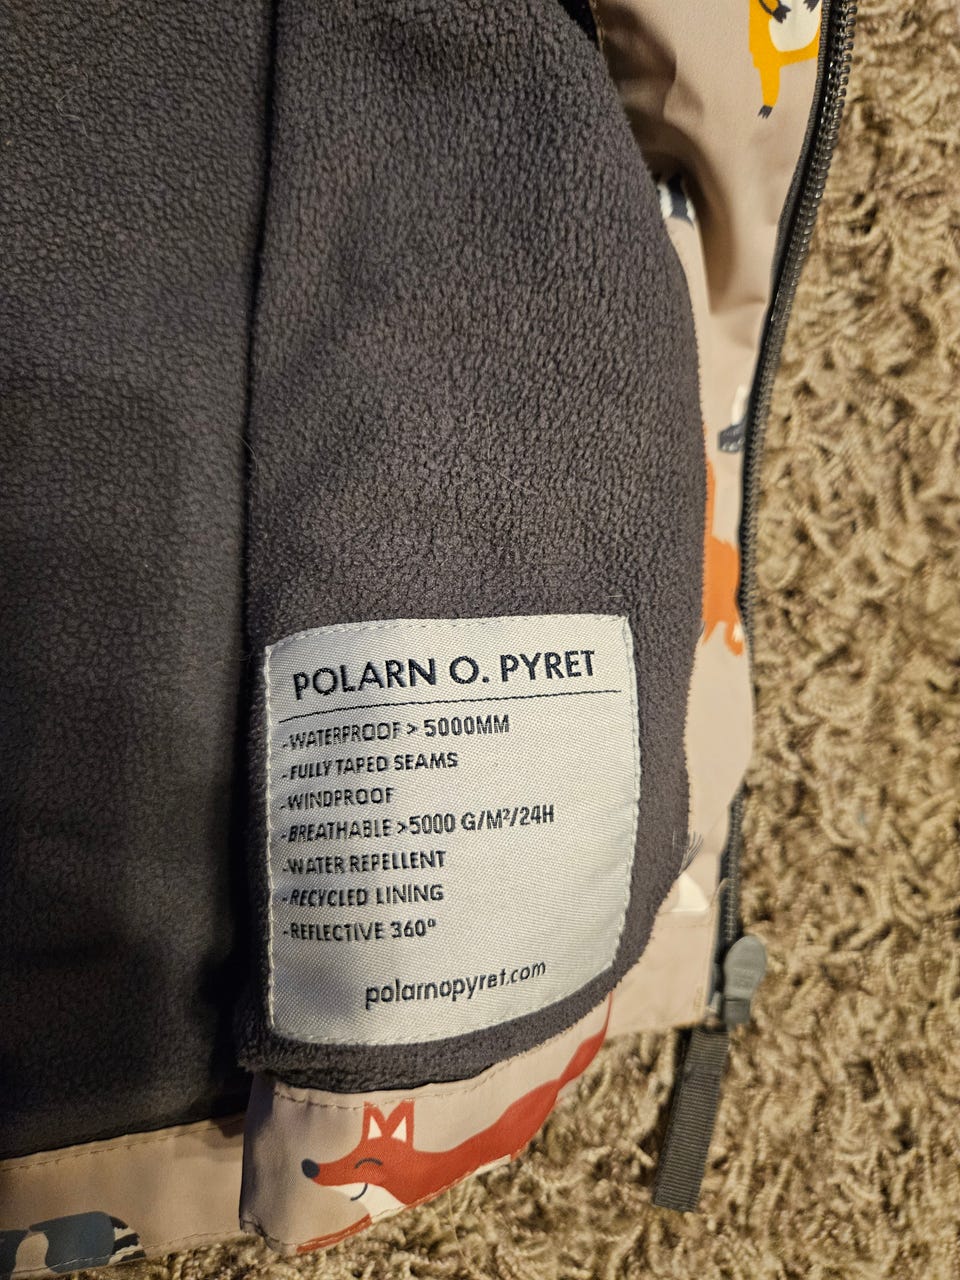 POLARN O. PYRET
-WATERPROOF > 5000MM
-FULLY TAPED SEAMS
-WINDPROOF
-BREATHABLE >5000 G/M²/24H
-WATER REPELLENT
-RECYCLED LINING
-REFLECTIVE 360°
polarnopyret.com